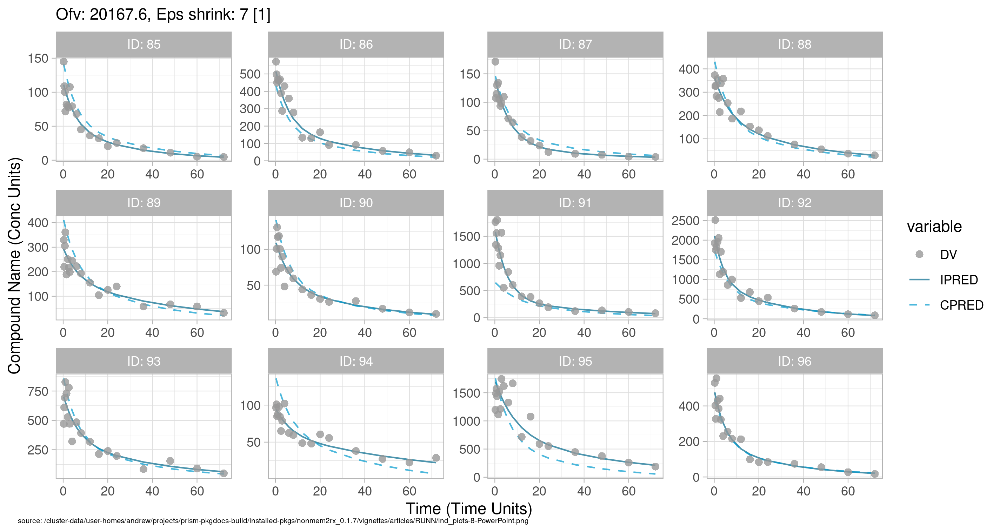 Ofv: 20167.6, Eps shrink: 7 [1]
ID: 85
ID: 86
ID: 87
ID: 88
150
100
50
0
500
400
300
200
100
0
150
100
50
0
400
300
200
100
0 20 40 60
0 20 40 60
0 20 40 60
0 20 40 60
ID: 89
ID: 90
ID: 91
ID: 92
400
300
200
100
100
50
1500
1000
500
0
2500
2000
1500
1000
500
0
0 20 40 60
0 20 40 60
0 20 40 60
0 20 40 60
ID: 93
ID: 94
ID: 95
ID: 96
750
500
250
100
50
1500
1000
500
0
400
200
0
0 20 40 60
0 20 40 60
0 20 40 60
0 20 40 60
Compound Name (Conc Units)
Time (Time Units)
variable
DV
IPRED
CPRED
source: /cluster-data/user-homes/andrew/projects/prism-pkgdocs-build/installed-pkgs/nonmem2rx_0.1.7/vignettes/articles/RUNN/ind_plots-8-PowerPoint.png